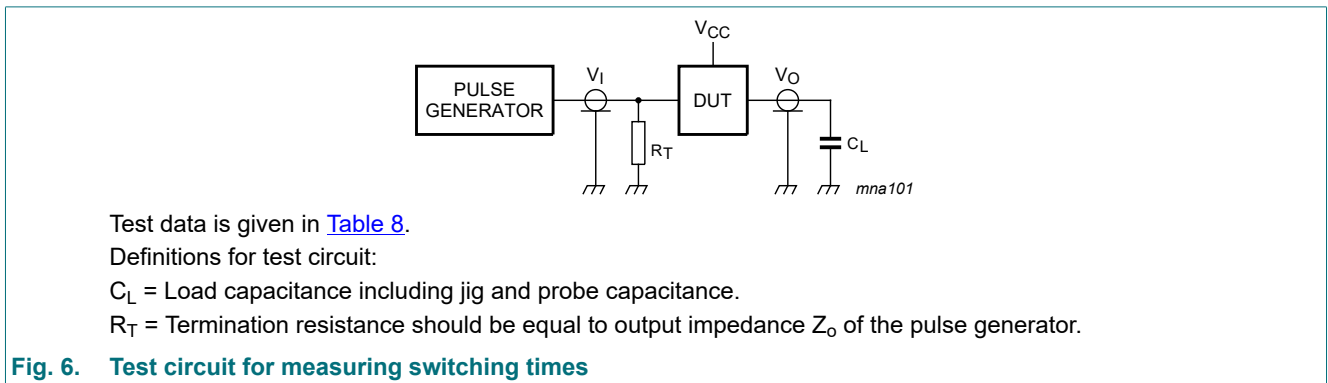 VCC
PULSE
GENERATOR
VI
DUT
VO
RT
CL
mna101
Test data is given in Table 8.
Definitions for test circuit:
CL = Load capacitance including jig and probe capacitance.
RT = Termination resistance should be equal to output impedance Zo of the pulse generator.
Fig. 6. Test circuit for measuring switching times